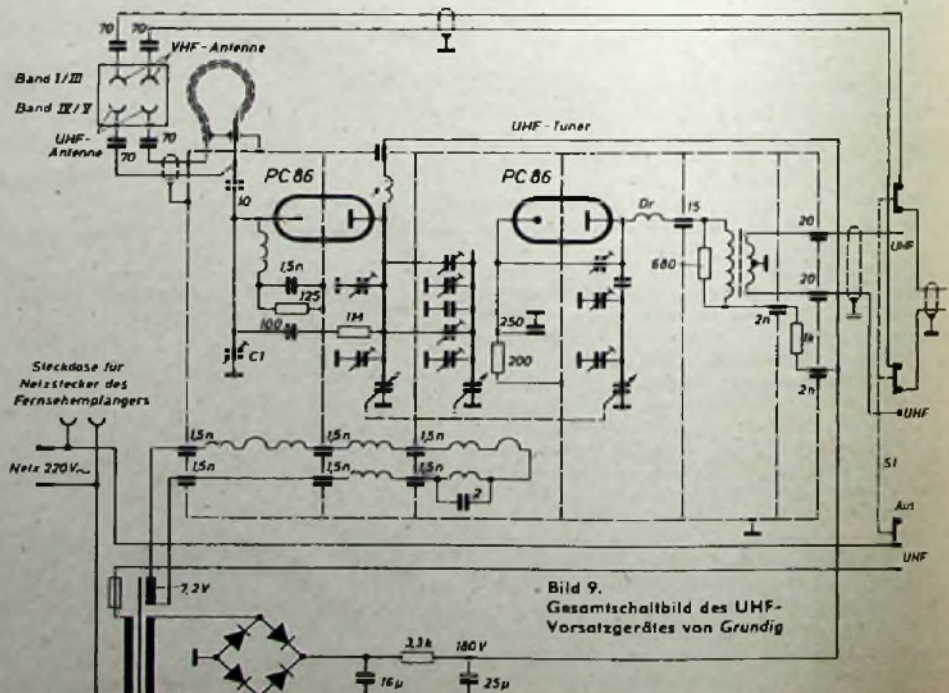 70
70
VHF-Antenne
Band I/III
Band IV/V
UHF-
Antenne
70
70
10
UHF-Tuner
PC 86
PC 86
Dr
15
680
20
20
UHF
2n
1k
2n
UHF
1,5n
125
100
1M
C1
250
200
Steckdose für
Netzstecker des
Fernsehempfängers
Netz 220V~
1,5n
1,5n
1,5n
1,5n
1,5n
1,5n
2
S1
Aus
UHF
7,2V
Bild 9.
Gesamtschaltbild des UHF-
Vorsatzgerätes von Grundig
3,3k
180V
16µ
25µ